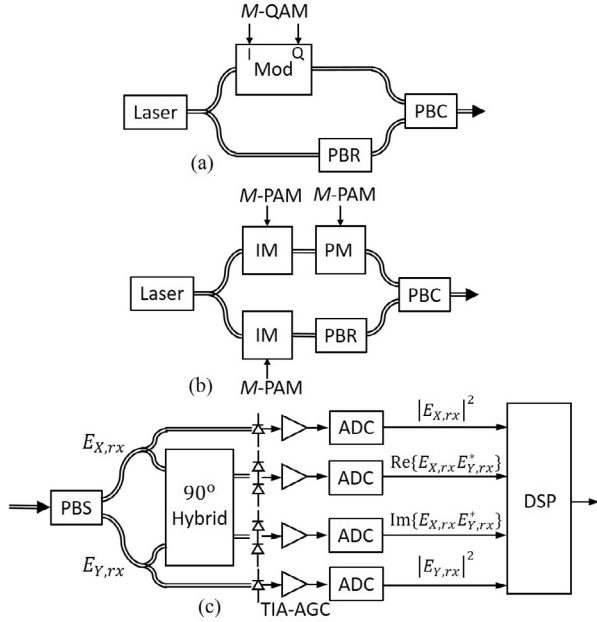 M-QAM
I Q
Mod
Laser
PBC
PBR
(a)
M-PAM M-PAM
IM PM
Laser
PBC
IM PBR
(b)
M-PAM
|E_{X,rx}|^2
ADC
E_{X,rx}
Re{E_{X,rx}E^*_{Y,rx}}
ADC
90° Hybrid
PBS
DSP
Im{E_{X,rx}E^*_{Y,rx}}
ADC
E_{Y,rx}
|E_{Y,rx}|^2
ADC
(c) TIA-AGC